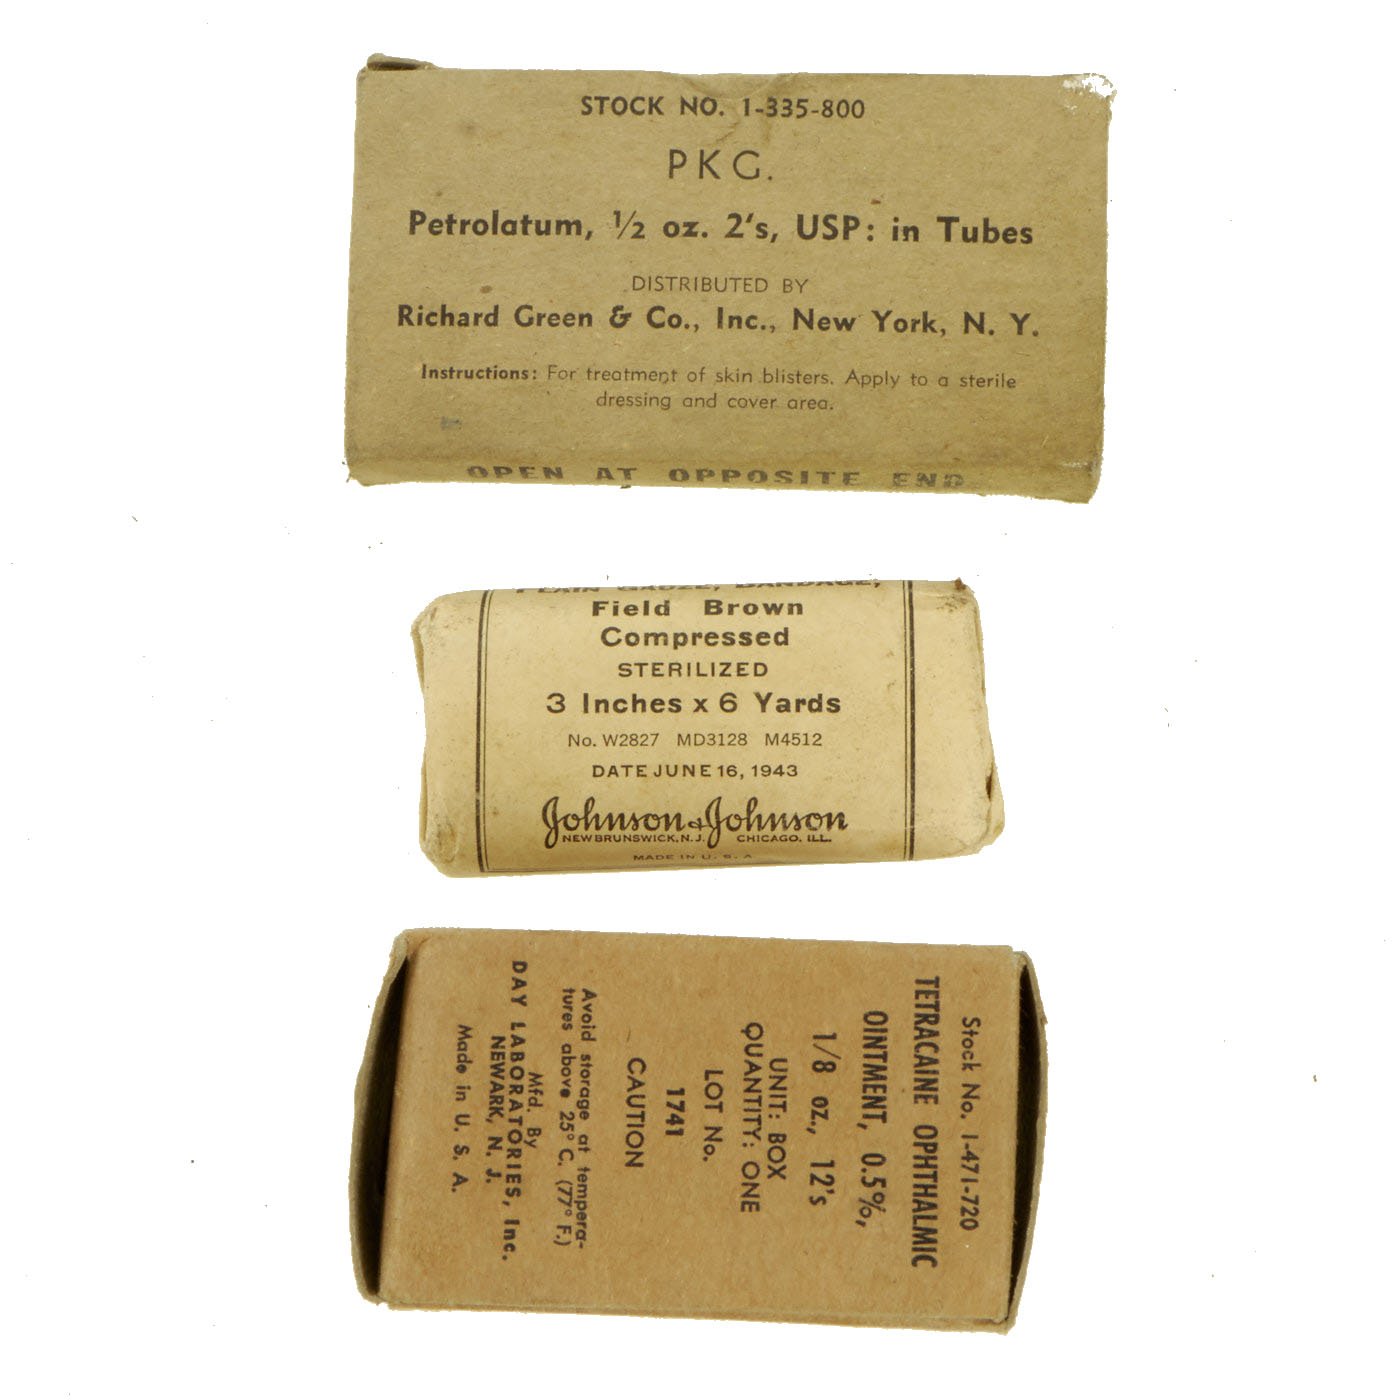 STOCK NO. 1-335-800
PKG.
Petrolatum, ½ oz. 2's, USP: in Tubes
DISTRIBUTED BY
Richard Green & Co., Inc., New York, N. Y.
Instructions: For treatment of skin blisters. Apply to a sterile
dressing and cover area.
OPEN AT OPPOSITE END
PLAIN GAUZE, BANDAGE,
Field Brown
Compressed
STERILIZED
3 Inches x 6 Yards
No. W2827 MD3128 M4512
DATE JUNE 16, 1943
Johnson & Johnson
NEW BRUNSWICK, N. J. CHICAGO, ILL.
MADE IN U. S. A
Stock No. 1-471-720
TETRACAINE OPHTHALMIC
OINTMENT, 0.5%,
1/8 oz., 12's
UNIT: BOX
QUANTITY: ONE
LOT No.
1741
CAUTION
Avoid storage at tempera-
tures above 25° C. (77° F.)
Mfd. By
DAY LABORATORIES, Inc.
NEWARK, N. J.
Made in U. S. A.